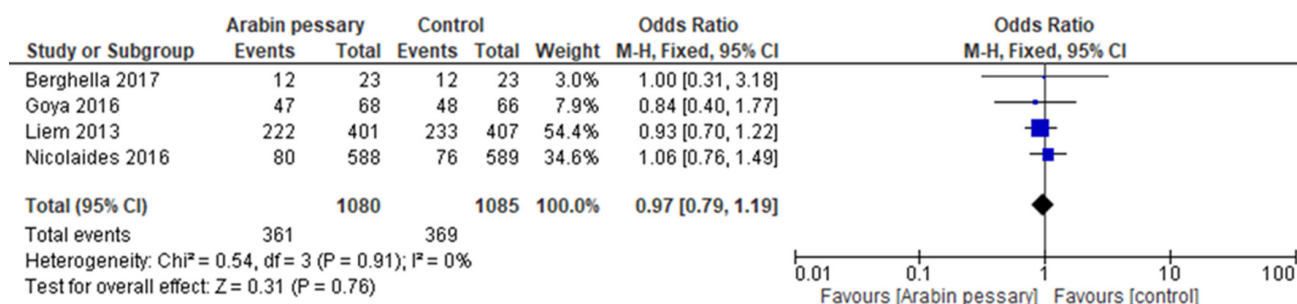 Arabin pessary Control Odds Ratio Odds Ratio
Study or Subgroup Events Total Events Total Weight M-H, Fixed, 95% CI M-H, Fixed, 95% CI
Berghella 2017 12 23 12 23 3.0% 1.00 [0.31, 3.18]
Goya 2016 47 68 48 66 7.9% 0.84 [0.40, 1.77]
Liem 2013 222 401 233 407 54.4% 0.93 [0.70, 1.22]
Nicolaides 2016 80 588 76 589 34.6% 1.06 [0.76, 1.49]
Total (95% CI) 1080 1085 100.0% 0.97 [0.79, 1.19]
Total events 361 369
Heterogeneity: Chi² = 0.54, df = 3 (P = 0.91); I² = 0%
Test for overall effect: Z = 0.31 (P = 0.76)
0.01 0.1 1 10 100
Favours [Arabin pessary] Favours [control]